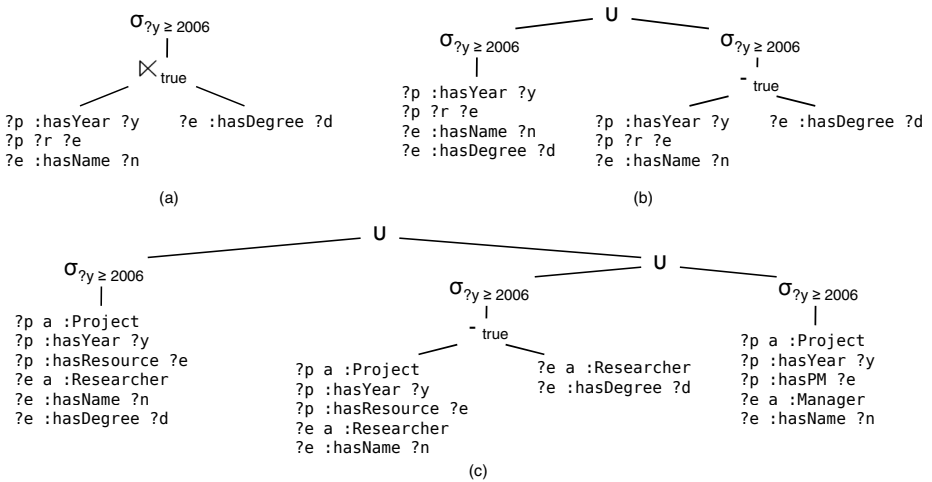 σ?y ≥ 2006
⟕ true
?p :hasYear ?y
?p ?r ?e
?e :hasName ?n
?e :hasDegree ?d
(a)
∪
σ?y ≥ 2006
?p :hasYear ?y
?p ?r ?e
?e :hasName ?n
?e :hasDegree ?d
σ?y ≥ 2006
- true
?p :hasYear ?y
?p ?r ?e
?e :hasName ?n
?e :hasDegree ?d
(b)
∪
σ?y ≥ 2006
?p a :Project
?p :hasYear ?y
?p :hasResource ?e
?e a :Researcher
?e :hasName ?n
?e :hasDegree ?d
∪
σ?y ≥ 2006
- true
?p a :Project
?p :hasYear ?y
?p :hasResource ?e
?e a :Researcher
?e :hasName ?n
?e a :Researcher
?e :hasDegree ?d
σ?y ≥ 2006
?p a :Project
?p :hasYear ?y
?p :hasPM ?e
?e a :Manager
?e :hasName ?n
(c)